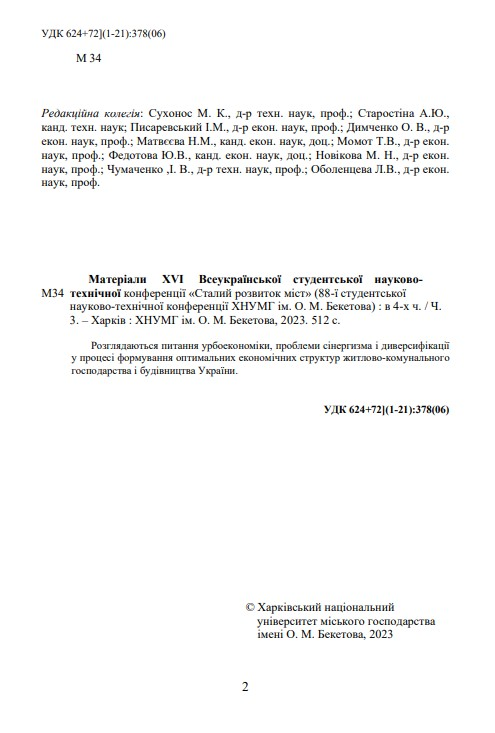 УДК 624+72](1-21):378(06)
М 34
Редакційна колегія: Сухонос М. К., д-р техн. наук, проф.; Старостіна А.Ю.,
канд. техн. наук; Писаревський І.М., д-р екон. наук, проф.; Димченко О. В., д-р
екон. наук, проф.; Матвєєва Н.М., канд. екон. наук, доц.; Момот Т.В., д-р екон.
наук, проф.; Федотова Ю.В., канд. екон. наук, доц.; Новікова М. Н., д-р екон.
наук, проф.; Чумаченко ,І. В., д-р техн. наук, проф.; Оболенцева Л.В., д-р екон.
наук, проф.
Матеріали XVI Всеукраїнської студентської науково-
М34 технічної конференції «Сталий розвиток міст» (88-ї студентської
науково-технічної конференції ХНУМГ ім. О. М. Бекетова) : в 4-х ч. / Ч.
3. – Харків : ХНУМГ ім. О. М. Бекетова, 2023. 512 с.
Розглядаються питання урбоекономіки, проблеми сінергизма і диверсифікації
у процесі формування оптимальних економічних структур житлово-комунального
господарства і будівництва України.
УДК 624+72](1-21):378(06)
© Харківський національний
університет міського господарства
імені О. М. Бекетова, 2023
2